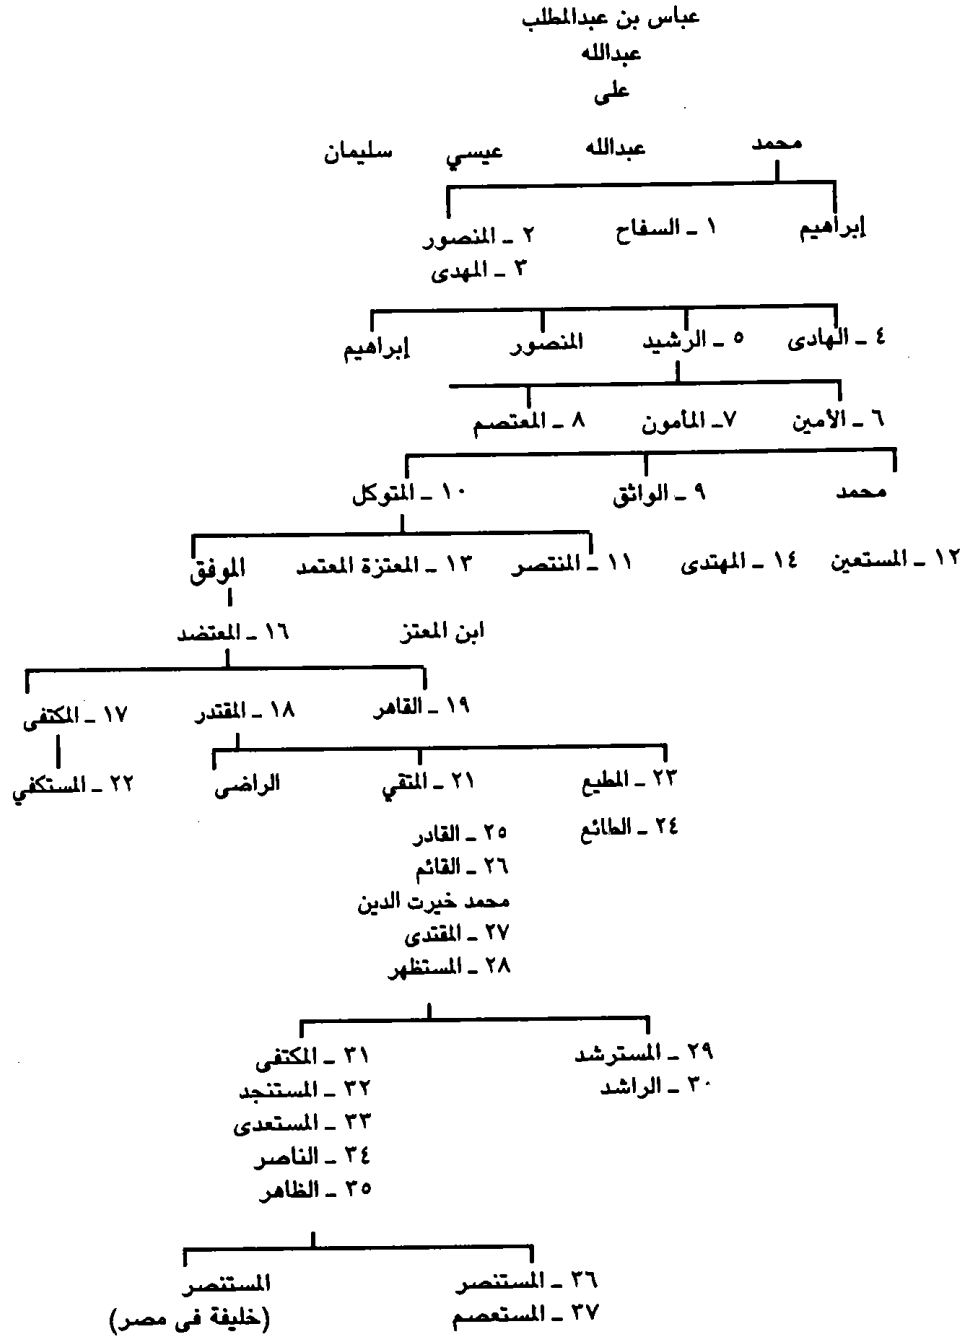 عباس بن عبدالمطلب
عبدالله
على
محمد عبدالله عيسي سليمان
إبراهيم ١ ـ السفاح ٢ ـ المنصور
٣ ـ المهدى
٤ ـ الهادى ٥ ـ الرشيد المنصور إبراهيم
٦ ـ الأمين ٧ـ المأمون ٨ ـ المعتصم
محمد ٩ ـ الواثق ١٠ ـ المتوكل
١٢ ـ المستعين ١٤ ـ المهتدى ١١ ـ المنتصر ١٣ ـ المعتزة المعتمد الموفق
ابن المعتز ١٦ ـ المعتضد
١٩ ـ القاهر ١٨ ـ المقتدر ١٧ ـ المكتفى
٢٣ ـ المطيع ٢١ ـ المتقي الراضى ٢٢ ـ المستكفي
٢٤ ـ الطائع ٢٥ ـ القادر
٢٦ ـ القائم
محمد خيرت الدين
٢٧ ـ المقتدى
٢٨ ـ المستظهر
٢٩ ـ المسترشد ٣١ ـ المكتفى
٣٠ ـ الراشد ٣٢ ـ المستنجد
٣٣ ـ المستعدى
٣٤ ـ الناصر
٣٥ ـ الظاهر
٣٦ ـ المستنصر المستنصر
٣٧ ـ المستعصم (خليفة فى مصر)